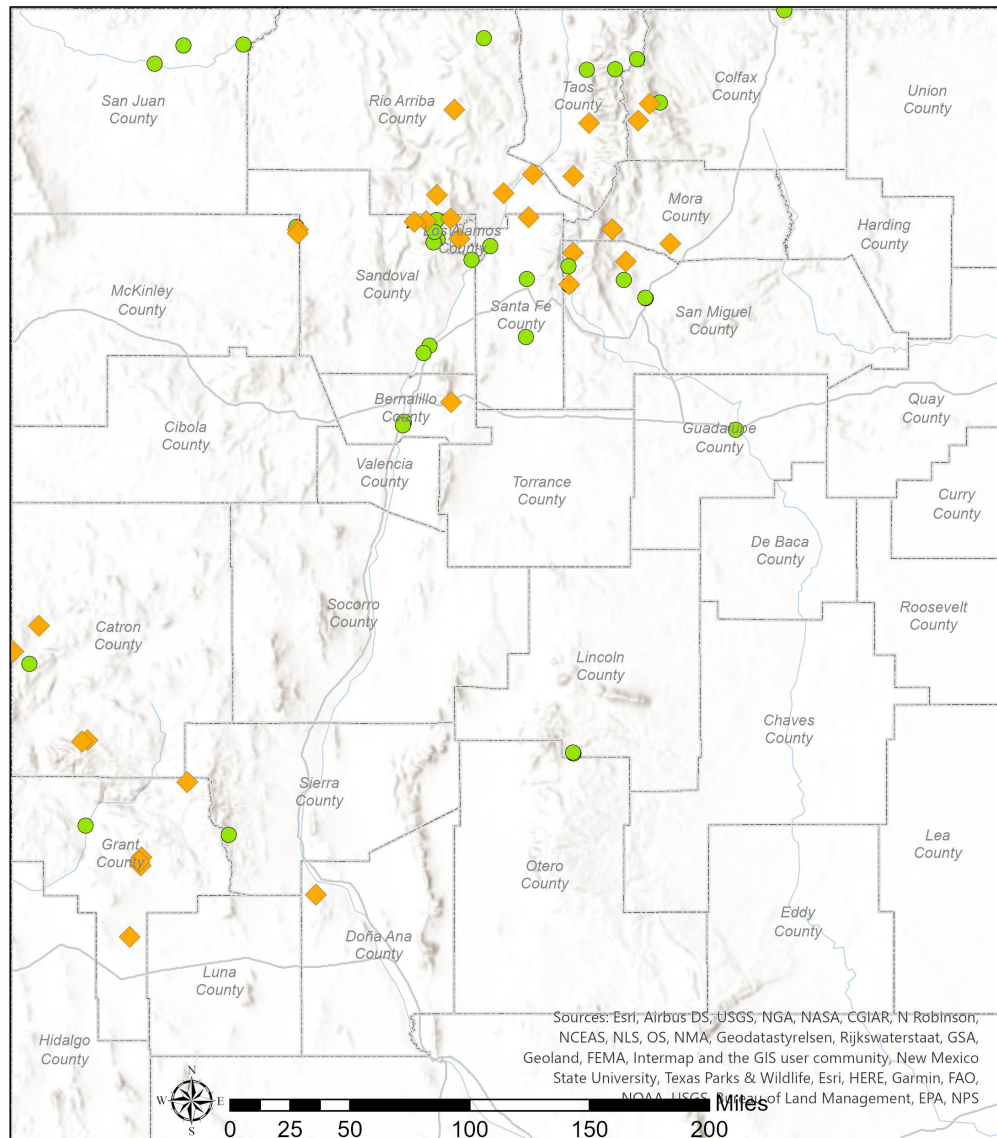 San Juan
County
Rio Arriba
County
Taos
County
Colfax
County
Union
County
Mora
County
Harding
County
Los Alamos
County
Sandoval
County
McKinley
County
Santa Fe
County
San Miguel
County
Bernalillo
County
Quay
County
Cibola
County
Guadalupe
County
Valencia
County
Torrance
County
Curry
County
De Baca
County
Socorro
County
Roosevelt
County
Catron
County
Lincoln
County
Chaves
County
Sierra
County
Grant
County
Lea
County
Otero
County
Eddy
County
Doña Ana
County
Luna
County
Hidalgo
County
Sources: Esri, Airbus DS, USGS, NGA, NASA, CGIAR, N Robinson,
NCEAS, NLS, OS, NMA, Geodatastyrelsen, Rijkswaterstaat, GSA,
Geoland, FEMA, Intermap and the GIS user community, New Mexico
State University, Texas Parks & Wildlife, Esri, HERE, Garmin, FAO,
NOAA, USGS, Bureau of Land Management, EPA, NPS
N
W E
S
Miles
0 25 50 100 200